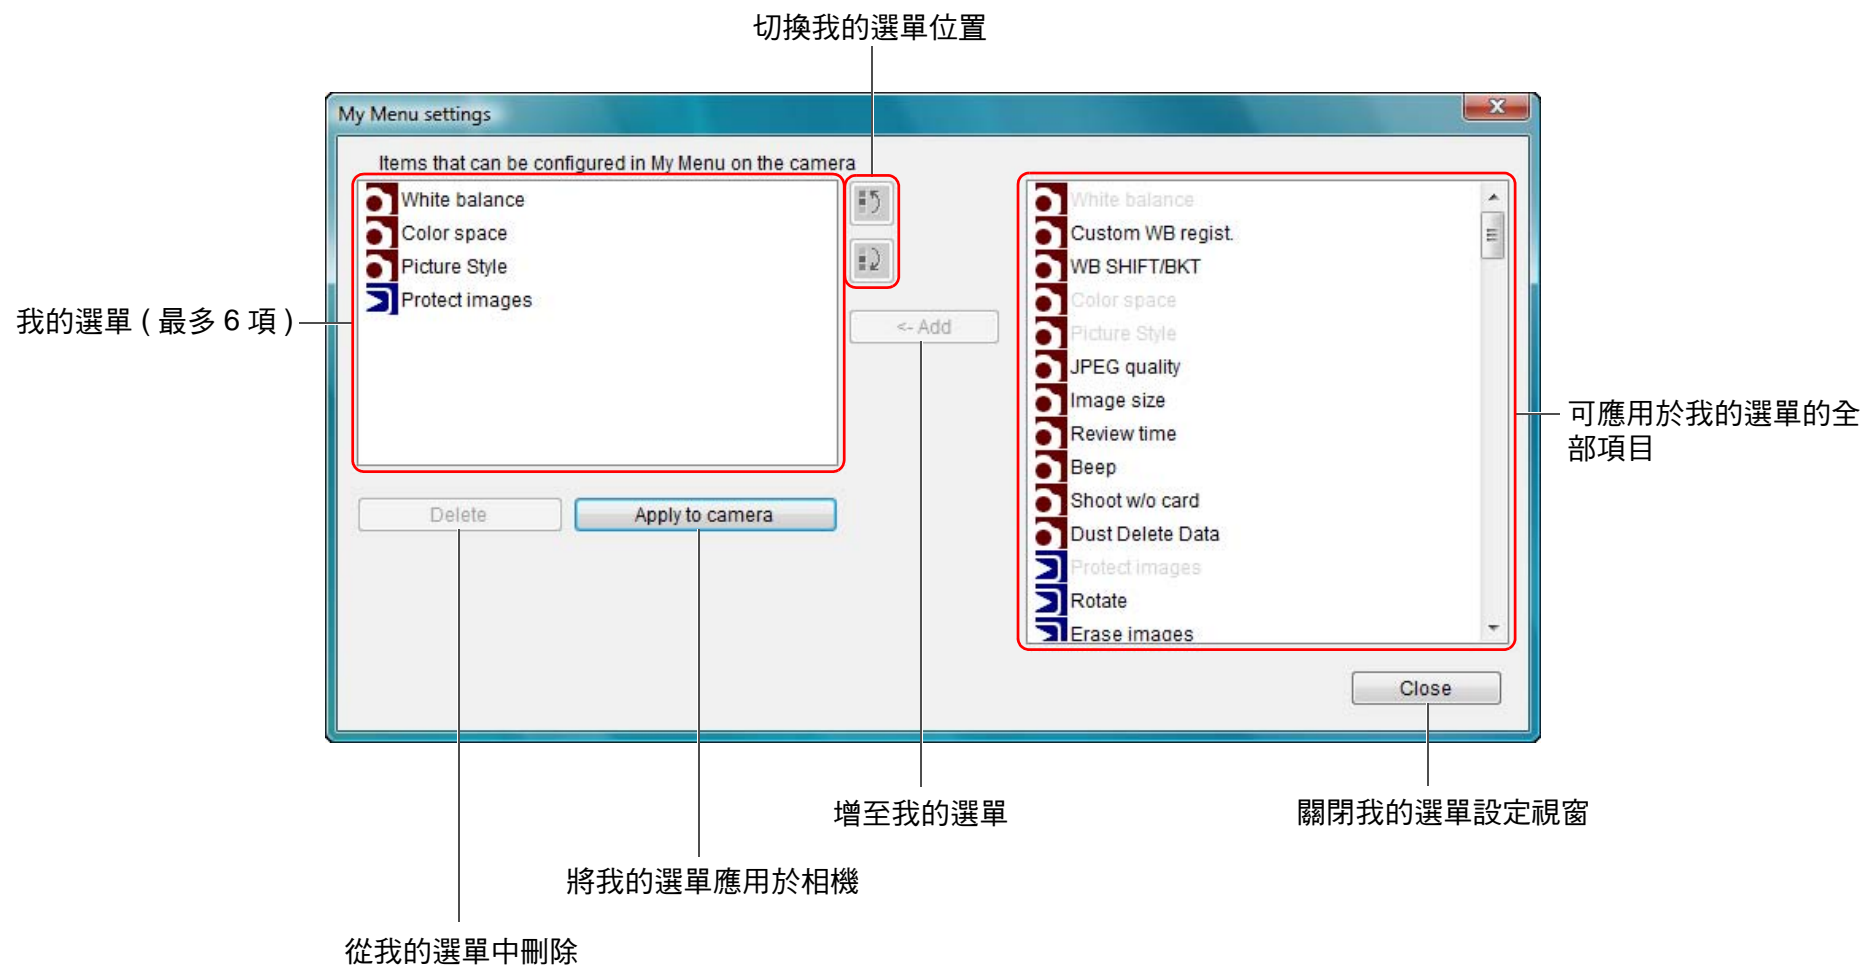 切換我的選單位置
My Menu settings
Items that can be configured in My Menu on the camera
White balance
Color space
Picture Style
Protect images
我的選單 ( 最多 6 項 )
<- Add
White balance
Custom WB regist.
WB SHIFT/BKT
Color space
Picture Style
JPEG quality
Image size
Review time
Beep
Shoot w/o card
Dust Delete Data
Protect images
Rotate
Erase images
可應用於我的選單的全
部項目
Delete
Apply to camera
Close
增至我的選單
關閉我的選單設定視窗
將我的選單應用於相機
從我的選單中刪除